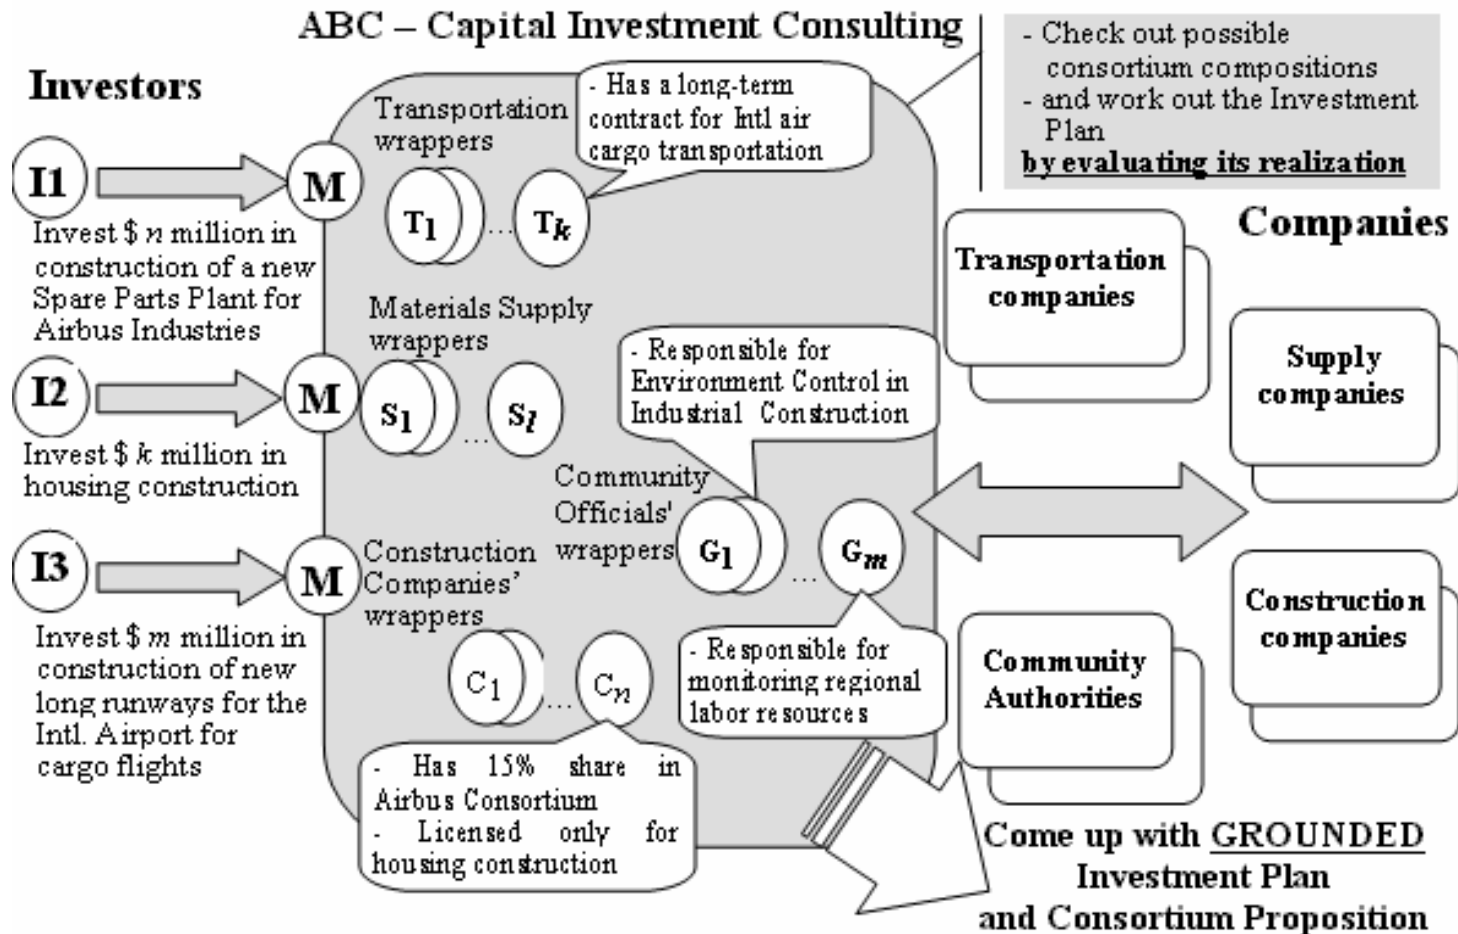 ABC – Capital Investment Consulting
- Check out possible
consortium compositions
- and work out the Investment
Plan
by evaluating its realization
Investors
I1
M
Invest $ n million in
construction of a new
Spare Parts Plant for
Airbus Industries
I2
M
Invest $ k million in
housing construction
I3
M
Invest $ m million in
construction of new
long runways for the
Intl. Airport for
cargo flights
Transportation
wrappers
T1
...
Tk
- Has a long-term
contract for Intl air
cargo transportation
Materials Supply
wrappers
S1
...
Sl
- Responsible for
Environment Control in
Industrial Construction
Community
Officials'
wrappers
G1
...
Gm
- Responsible for
monitoring regional
labor resources
Construction
Companies’
wrappers
C1
...
Cn
- Has 15% share in
Airbus Consortium
- Licensed only for
housing construction
Companies
Transportation
companies
Supply
companies
Construction
companies
Community
Authorities
Come up with GROUNDED
Investment Plan
and Consortium Proposition